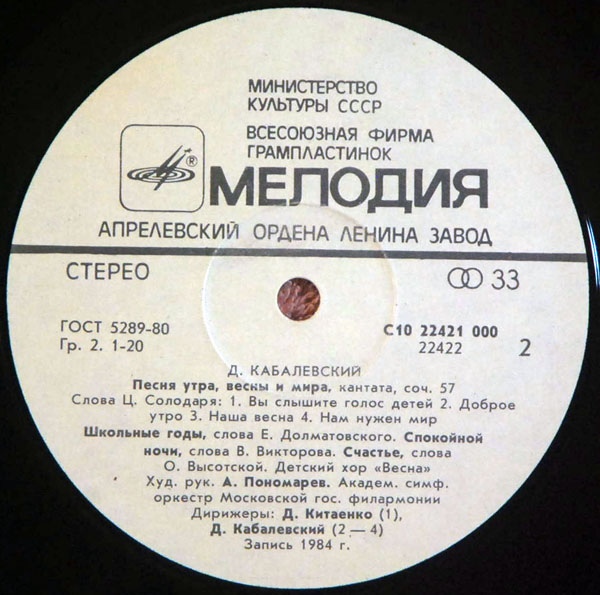 МИНИСТЕРСТВО
КУЛЬТУРЫ СССР
ВСЕСОЮЗНАЯ ФИРМА
ГРАМПЛАСТИНОК
®
МЕЛОДИЯ
АПРЕЛЕВСКИЙ ОРДЕНА ЛЕНИНА ЗАВОД
СТЕРЕО
33
ГОСТ 5289-80
С10 22421 000
Гр. 2. 1-20
22422
2
Д. КАБАЛЕВСКИЙ
Песня утра, весны и мира, кантата, соч. 57
Слова Ц. Солодаря: 1. Вы слышите голос детей 2. Доброе
утро 3. Наша весна 4. Нам нужен мир
Школьные годы, слова Е. Долматовского. Спокойной
ночи, слова В. Викторова. Счастье, слова
О. Высотской. Детский хор «Весна»
Худ. рук. А. Пономарев. Академ. симф.
оркестр Московской гос. филармонии
Дирижеры: Д. Китаенко (1),
Д. Кабалевский (2—4)
Запись 1984 г.